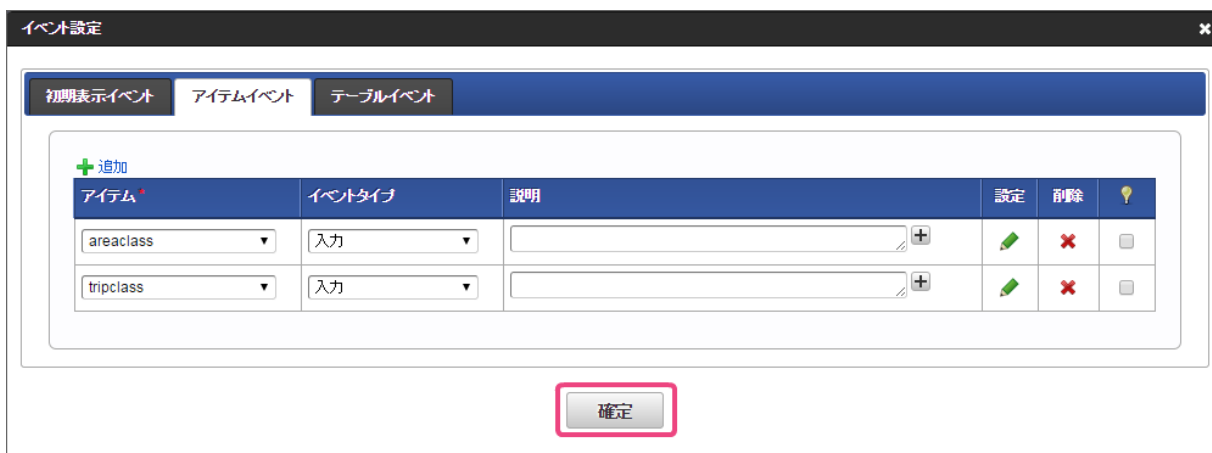 イベント設定
初期表示イベント アイテムイベント テーブルイベント
追加
アイテム* イベントタイプ 説明 設定 削除
areaclass 入力
tripclass 入力
確定